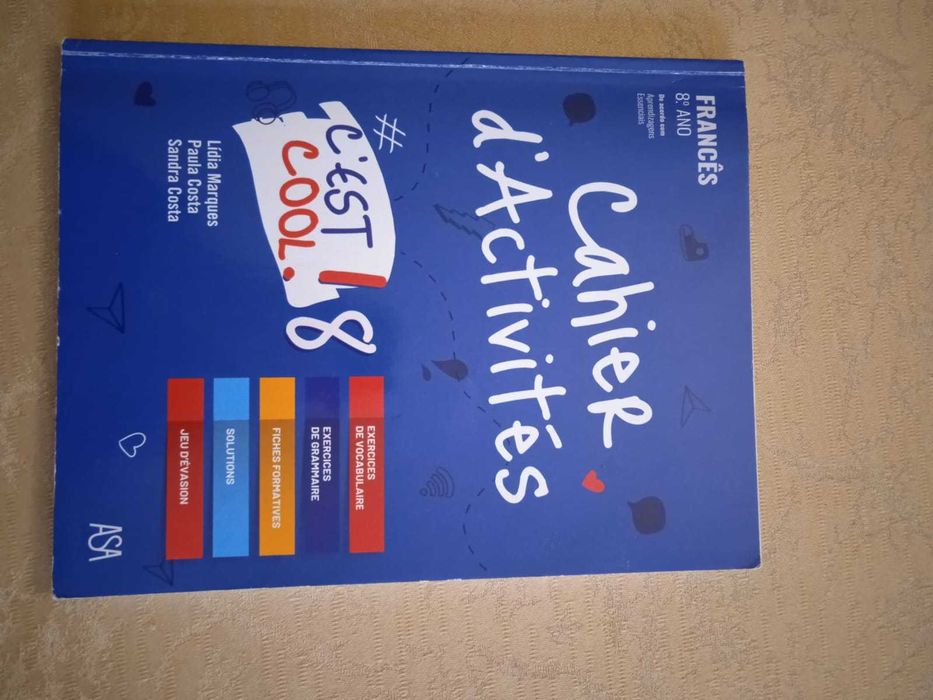 FRANCÊS
8.º ANO
De acordo com
Aprendizagens
Essenciais
Cahier
d'Activités
#
C'EST
COOL!
8
Lídia Marques
Paula Costa
Sandra Costa
EXERCICES
DE VOCABULAIRE
EXERCICES
DE GRAMMAIRE
FICHES FORMATIVES
SOLUTIONS
JEU D'ÉVASION
ASA